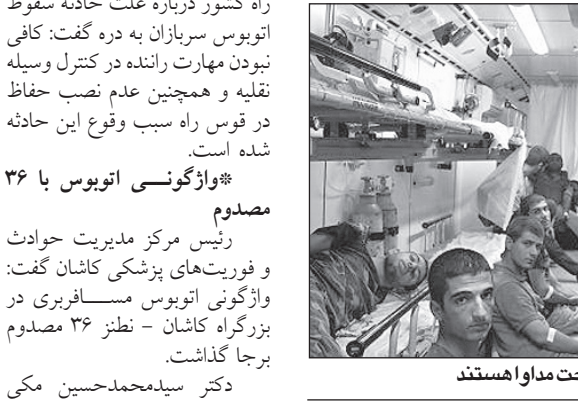 راه کشور درباره علت حادثه سقوط
اتوبوس سربازان به دره گفت: کافی
نبودن مهارت راننده در کنترل وسیله
نقلیه و همچنین عدم نصب حفاظ
در قوس راه سبب وقوع این حادثه
شده است.
*واژگونی اتوبوس با ۳۶
مصدوم
رئیس مرکز مدیریت حوادث
و فوریت‌های پزشکی کاشان گفت:
واژگونی اتوبوس مسافربری در
بزرگراه کاشان – نطنز ۳۶ مصدوم
برجا گذاشت.
دکتر سیدمحمدحسین مکی
مداوا هستند